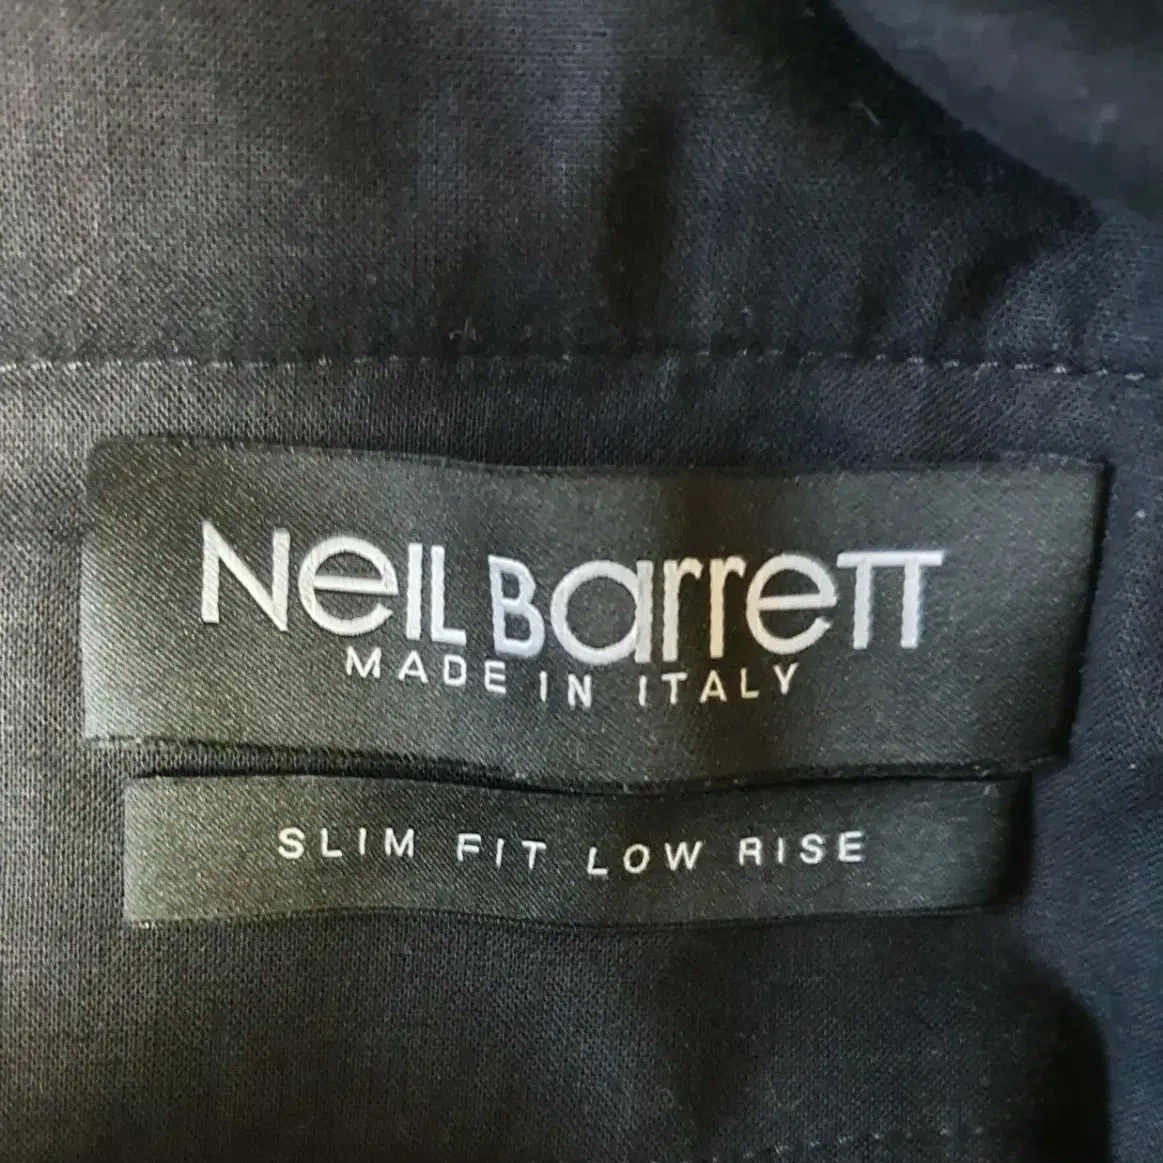 Neil Barrett
MADE IN ITALY
SLIM FIT LOW RISE